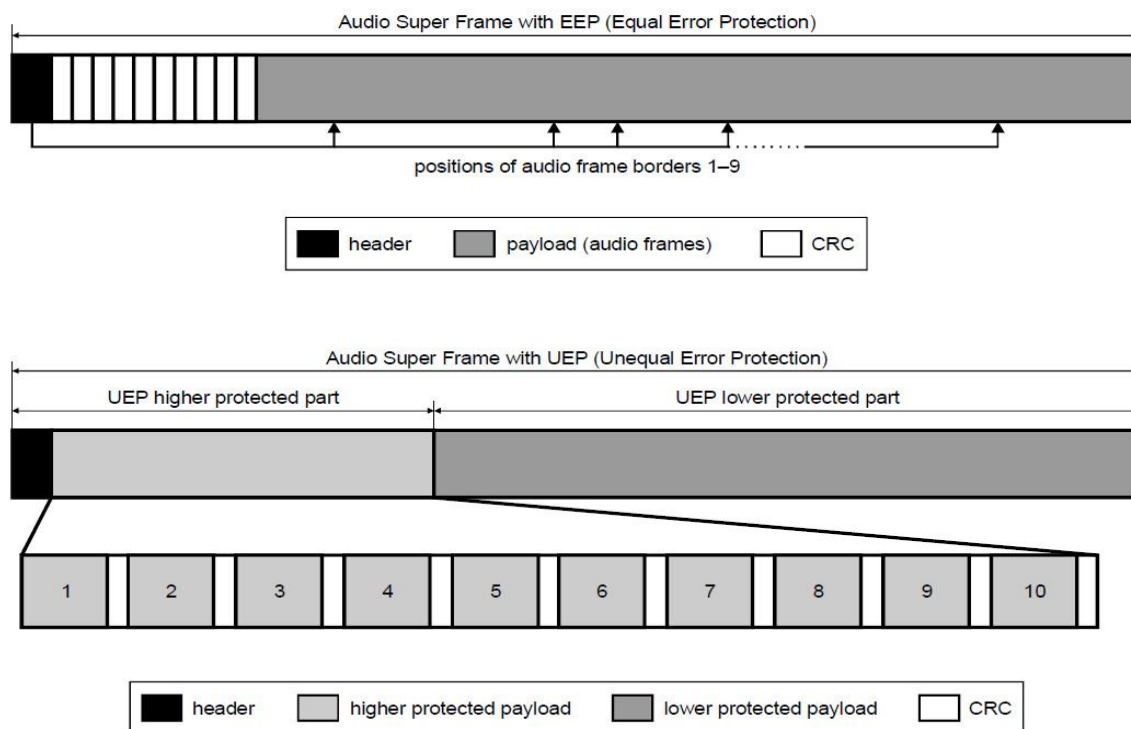 Audio Super Frame with EEP (Equal Error Protection)
positions of audio frame borders 1–9
header payload (audio frames) CRC
Audio Super Frame with UEP (Unequal Error Protection)
UEP higher protected part UEP lower protected part
1 2 3 4 5 6 7 8 9 10
header higher protected payload lower protected payload CRC